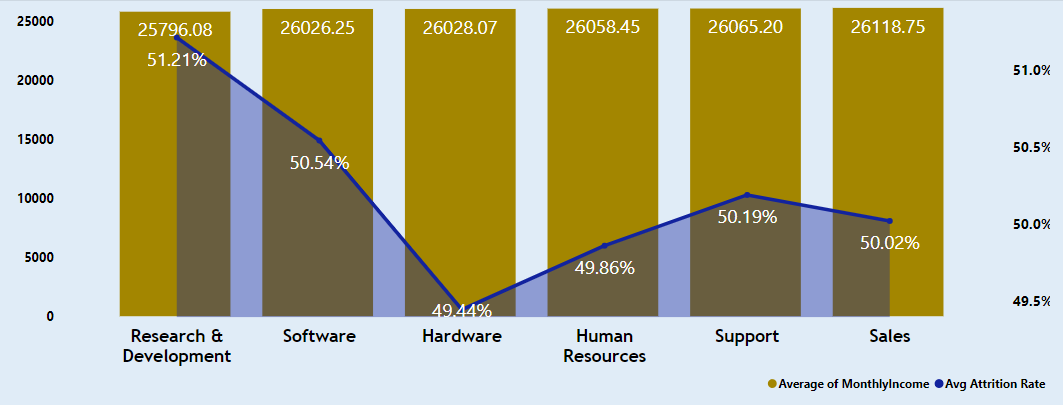 25000
20000
15000
10000
5000
0
25796.08
26026.25
26028.07
26058.45
26065.20
26118.75
51.21%
50.54%
49.44%
49.86%
50.19%
50.02%
51.0%
50.5%
50.0%
49.5%
Research &
Development
Software
Hardware
Human
Resources
Support
Sales
Average of MonthlyIncome
Avg Attrition Rate